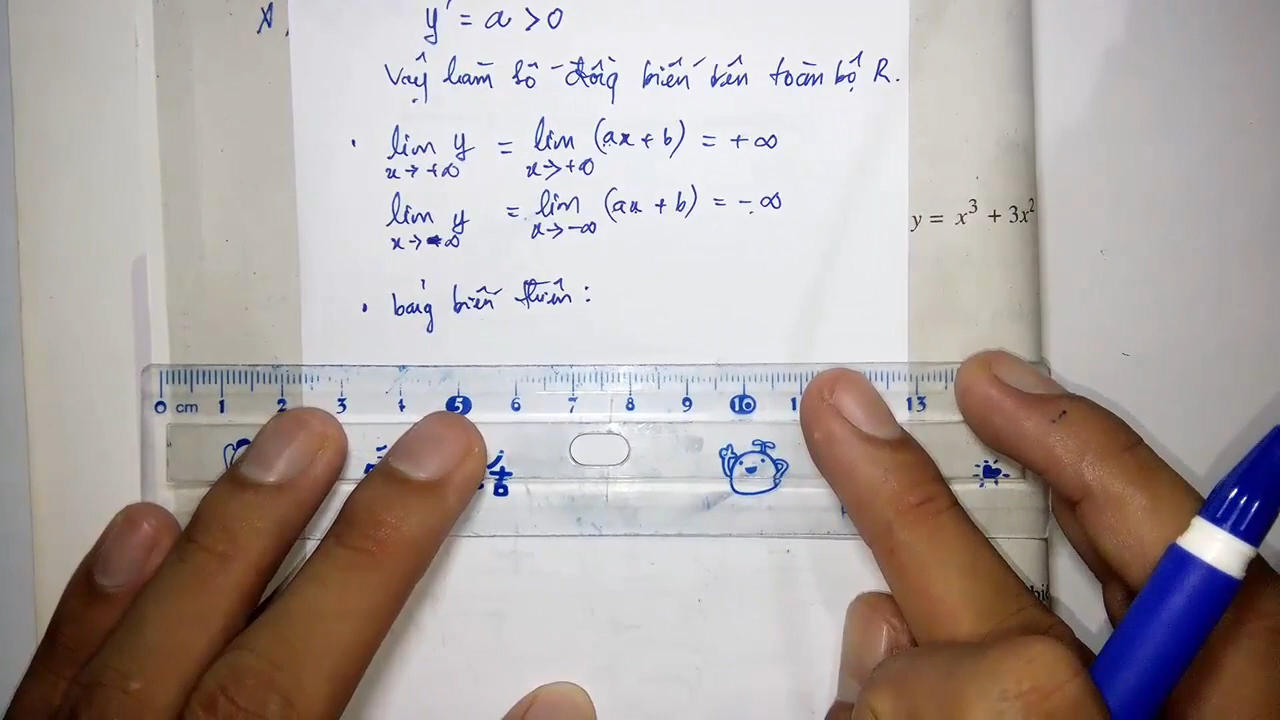 y' = a > 0
Vậy hàm số đồng biến trên toàn bộ R.
lim y = lim (ax + b) = +∞
x→+∞ x→+∞
lim y = lim (ax + b) = -∞
x→-∞ x→-∞
y = x³ + 3x²
bảng biến thiên:
0 cm 1 2 3 4 5 6 7 8 9 10 1 13